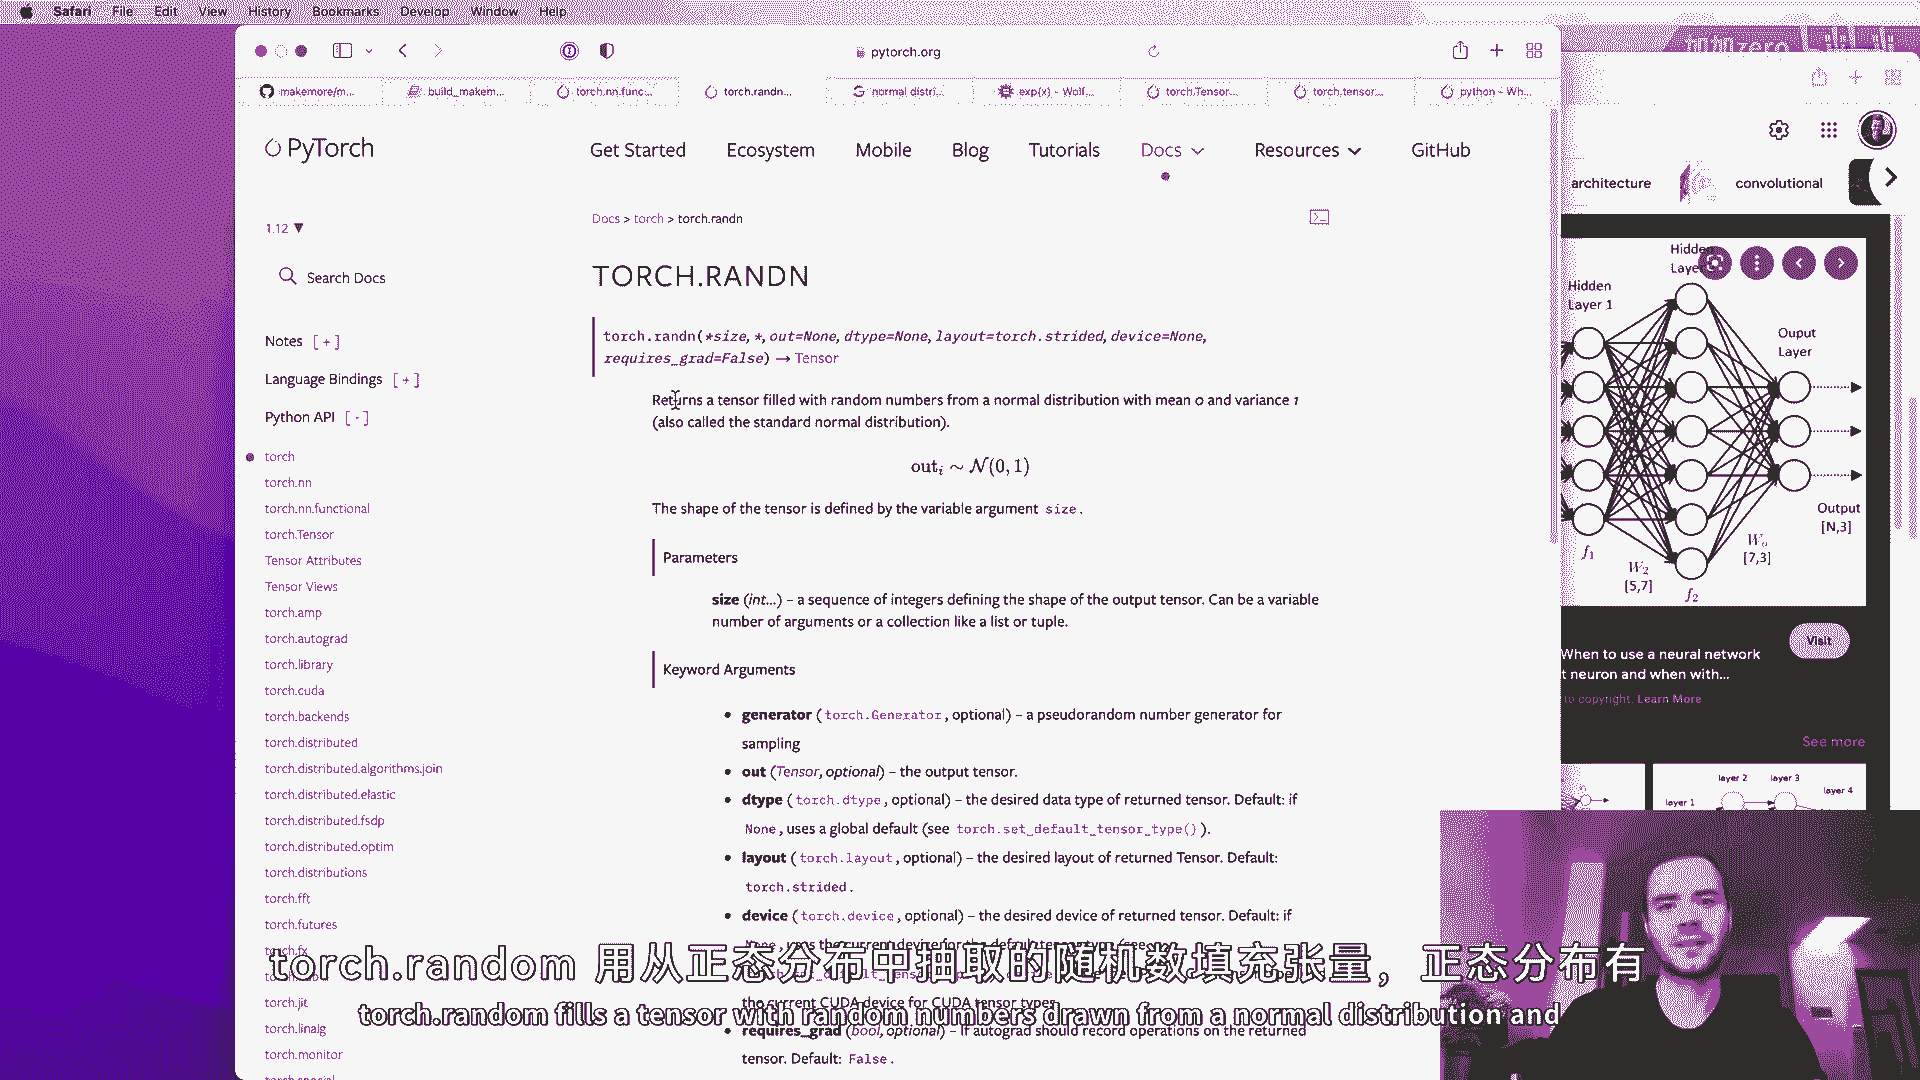 Safari File Edit View History Bookmarks Develop Window Help
pytorch.org
makemore/m... build_makem... torch.nn.func... torch.randn... normal distri... exp(x) - Wolf... torch.Tensor... torch.tensor... python - Wh...
PyTorch
Get Started Ecosystem Mobile Blog Tutorials Docs Resources GitHub
1.12 ▼
Search Docs
Notes [ + ]
Language Bindings [ + ]
Python API [ - ]
torch
torch.nn
torch.nn.functional
torch.Tensor
Tensor Attributes
Tensor Views
torch.amp
torch.autograd
torch.library
torch.cuda
torch.backends
torch.distributed
torch.distributed.algorithms.join
torch.distributed.elastic
torch.distributed.fsdp
torch.distributed.optim
torch.distributions
torch.fft
torch.futures
torch.fx
torch.jit
torch.linalg
torch.monitor
Docs > torch > torch.randn
TORCH.RANDN
torch.randn(*size, *, out=None, dtype=None, layout=torch.strided, device=None,
requires_grad=False) → Tensor
Returns a tensor filled with random numbers from a normal distribution with mean 0 and variance 1
(also called the standard normal distribution).
outᵢ ∼ 𝒩(0, 1)
The shape of the tensor is defined by the variable argument size.
Parameters
size (int...) – a sequence of integers defining the shape of the output tensor. Can be a variable
number of arguments or a collection like a list or tuple.
Keyword Arguments
generator (torch.Generator, optional) – a pseudorandom number generator for
sampling
out (Tensor, optional) – the output tensor.
dtype (torch.dtype, optional) – the desired data type of returned tensor. Default: if
None, uses a global default (see torch.set_default_tensor_type()).
layout (torch.layout, optional) – the desired layout of returned Tensor. Default:
torch.strided.
device (torch.device, optional) – the desired device of returned tensor. Default: if
None, uses the current device for the default tensor type (see
the current CUDA device for CUDA tensor types.
requires_grad (bool, optional) – If autograd should record operations on the returned
tensor. Default: False.
architecture convolutional
Hidden
Layer
Hidden
Layer 1
Ouput
Layer
Output
[N,3]
f₁
W₂
[5,7]
f₂
Wₒ
[7,3]
Visit
When to use a neural network
t neuron and when with...
to copyright. Learn More
See more
layer 1 layer 2 layer 3 layer 4
torch.random 用从正态分布中抽取的随机数填充张量，正态分布有
torch.random fills a tensor with random numbers drawn from a normal distribution and